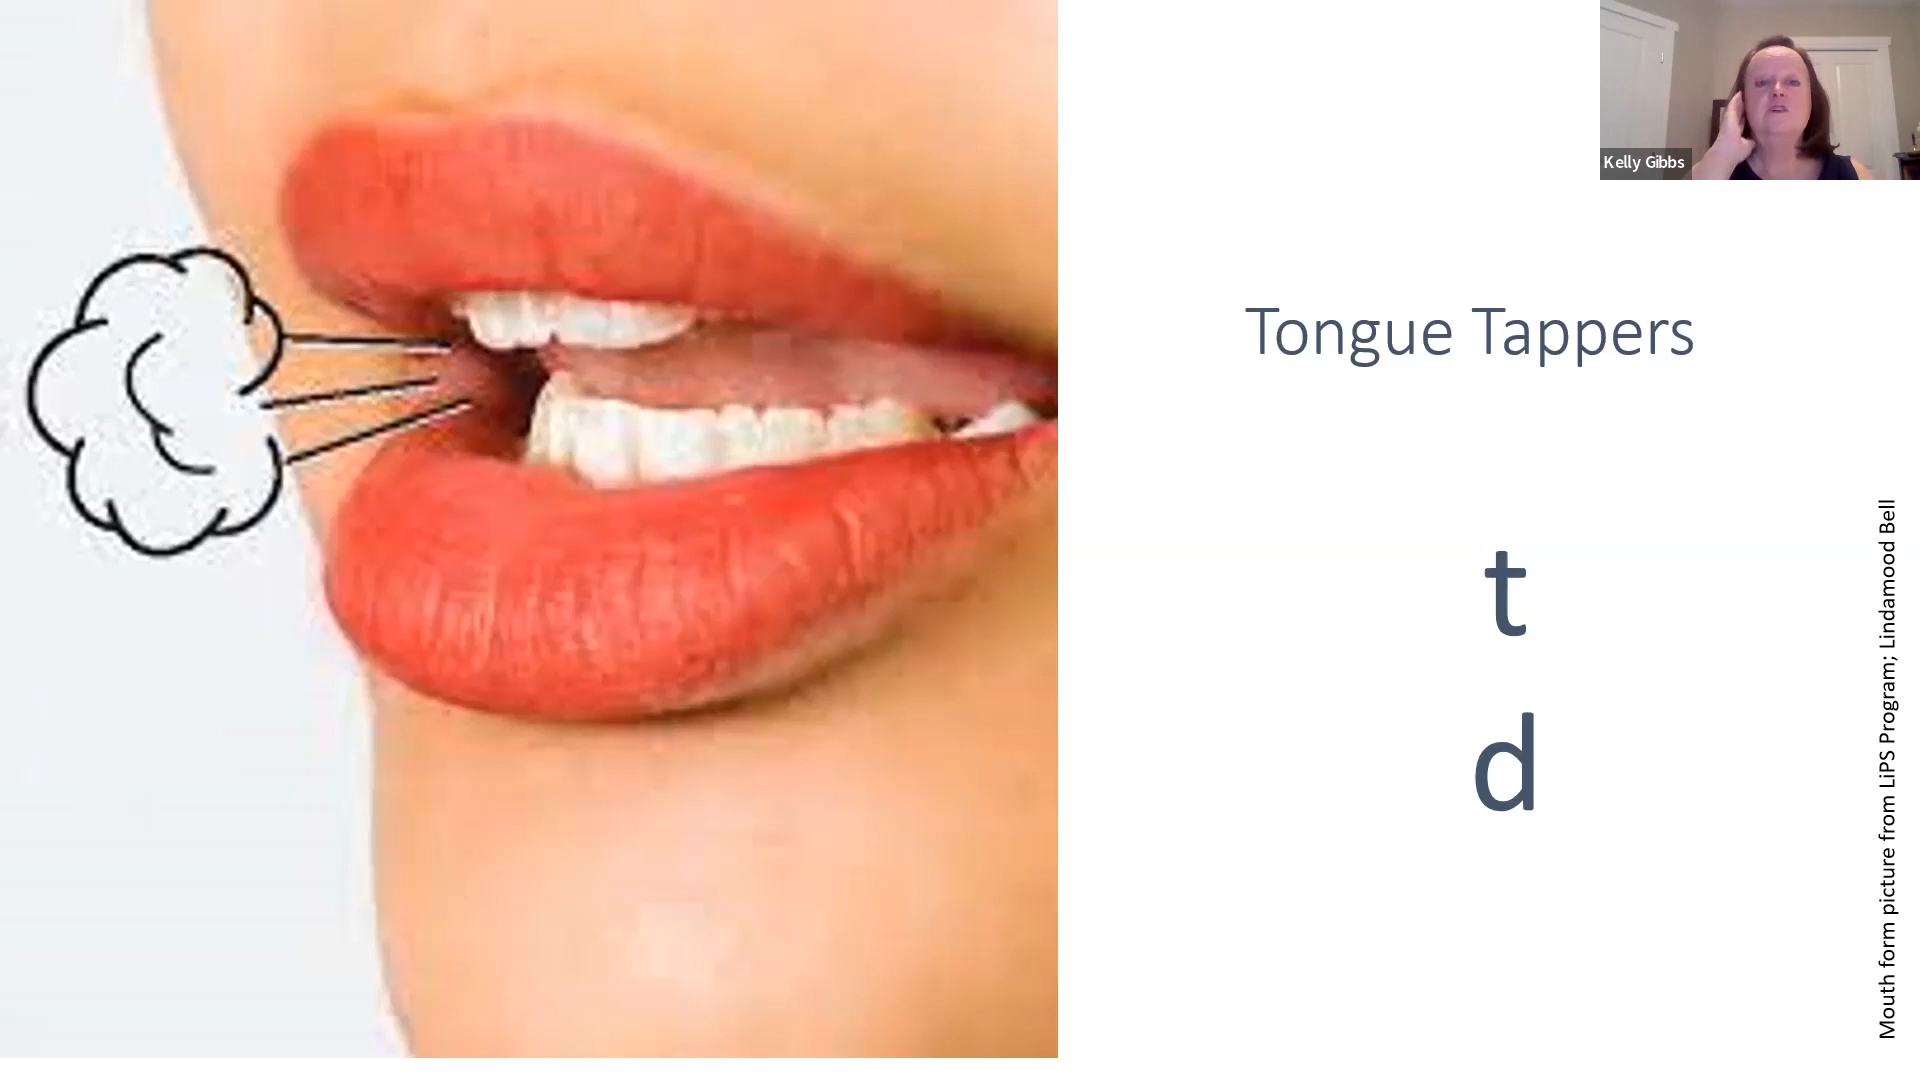 Kelly Gibbs
Tongue Tappers
t
d
Mouth form picture from LiPS Program; Lindamood Bell